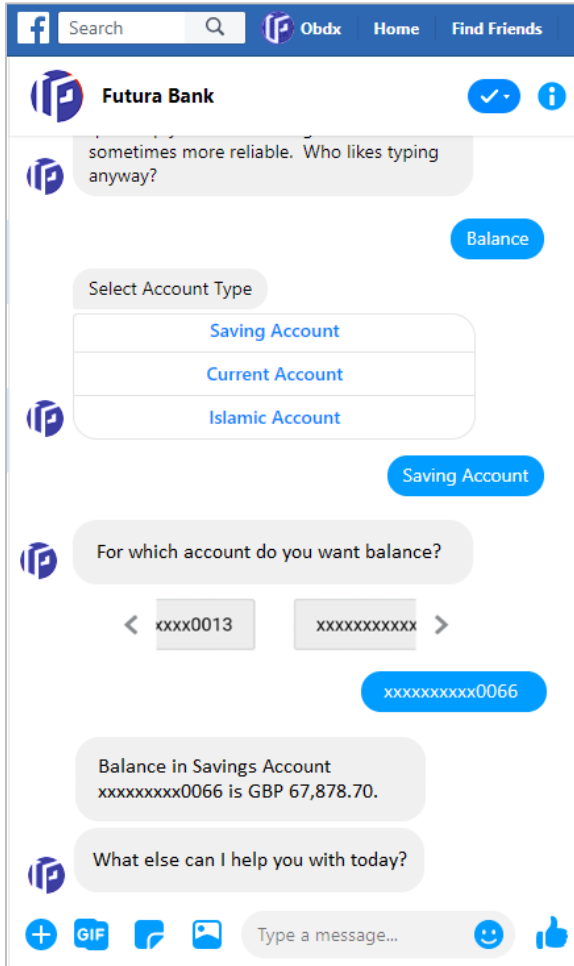 Search
Obdx
Home
Find Friends
Futura Bank
sometimes more reliable.  Who likes typing
anyway?
Balance
Select Account Type
Saving Account
Current Account
Islamic Account
Saving Account
For which account do you want balance?
xxxx0013
xxxxxxxxxxx
xxxxxxxxxx0066
Balance in Savings Account
xxxxxxxxx0066 is GBP 67,878.70.
What else can I help you with today?
GIF
Type a message...